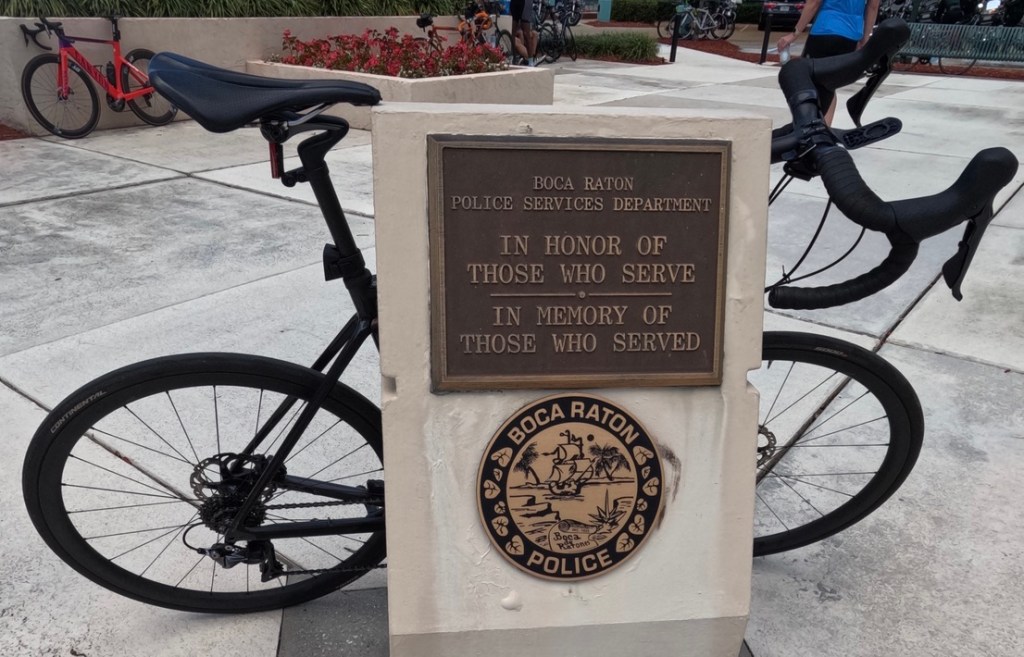 BOCA RATON
POLICE SERVICES DEPARTMENT
IN HONOR OF
THOSE WHO SERVE
IN MEMORY OF
THOSE WHO SERVED
BOCA RATON
Boca
Raton
POLICE
CONTINENTAL